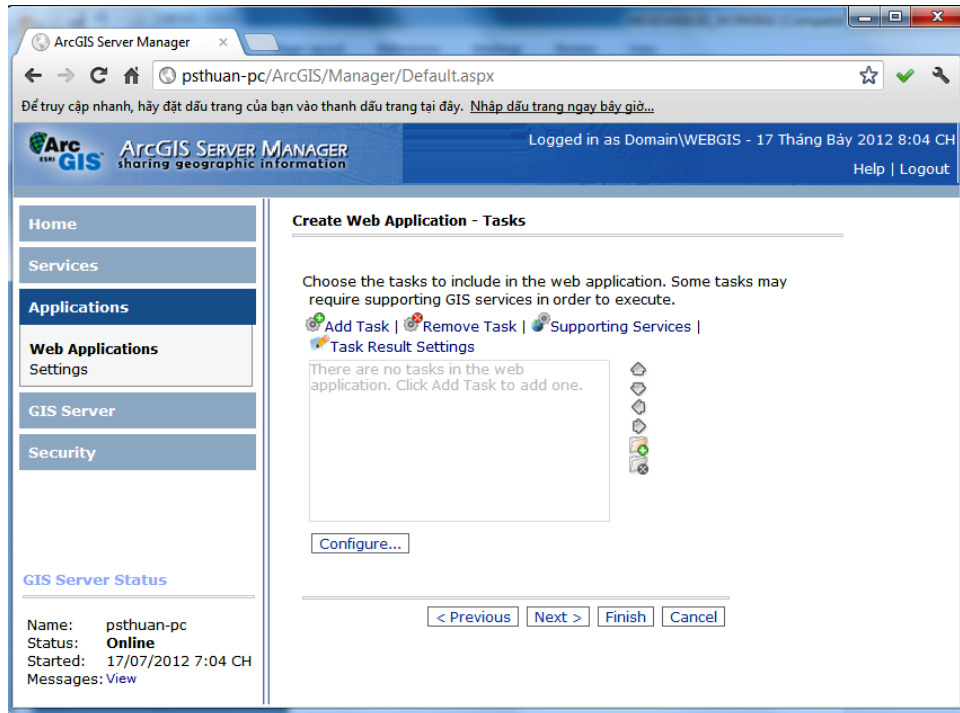 ArcGIS Server Manager
psthuan-pc/ArcGIS/Manager/Default.aspx
Để truy cập nhanh, hãy đặt dấu trang của bạn vào thanh dấu trang tại đây. Nhập dấu trang ngay bây giờ...
Arc GIS
ESRI
ARCGIS SERVER MANAGER
sharing geographic information
Logged in as Domain\WEBGIS - 17 Tháng Bảy 2012 8:04 CH
Help | Logout
Home
Services
Applications
Web Applications
Settings
GIS Server
Security
GIS Server Status
Name: psthuan-pc
Status: Online
Started: 17/07/2012 7:04 CH
Messages: View
Create Web Application - Tasks
Choose the tasks to include in the web application. Some tasks may
require supporting GIS services in order to execute.
Add Task | Remove Task | Supporting Services |
Task Result Settings
There are no tasks in the web
application. Click Add Task to add one.
Configure...
< Previous Next > Finish Cancel